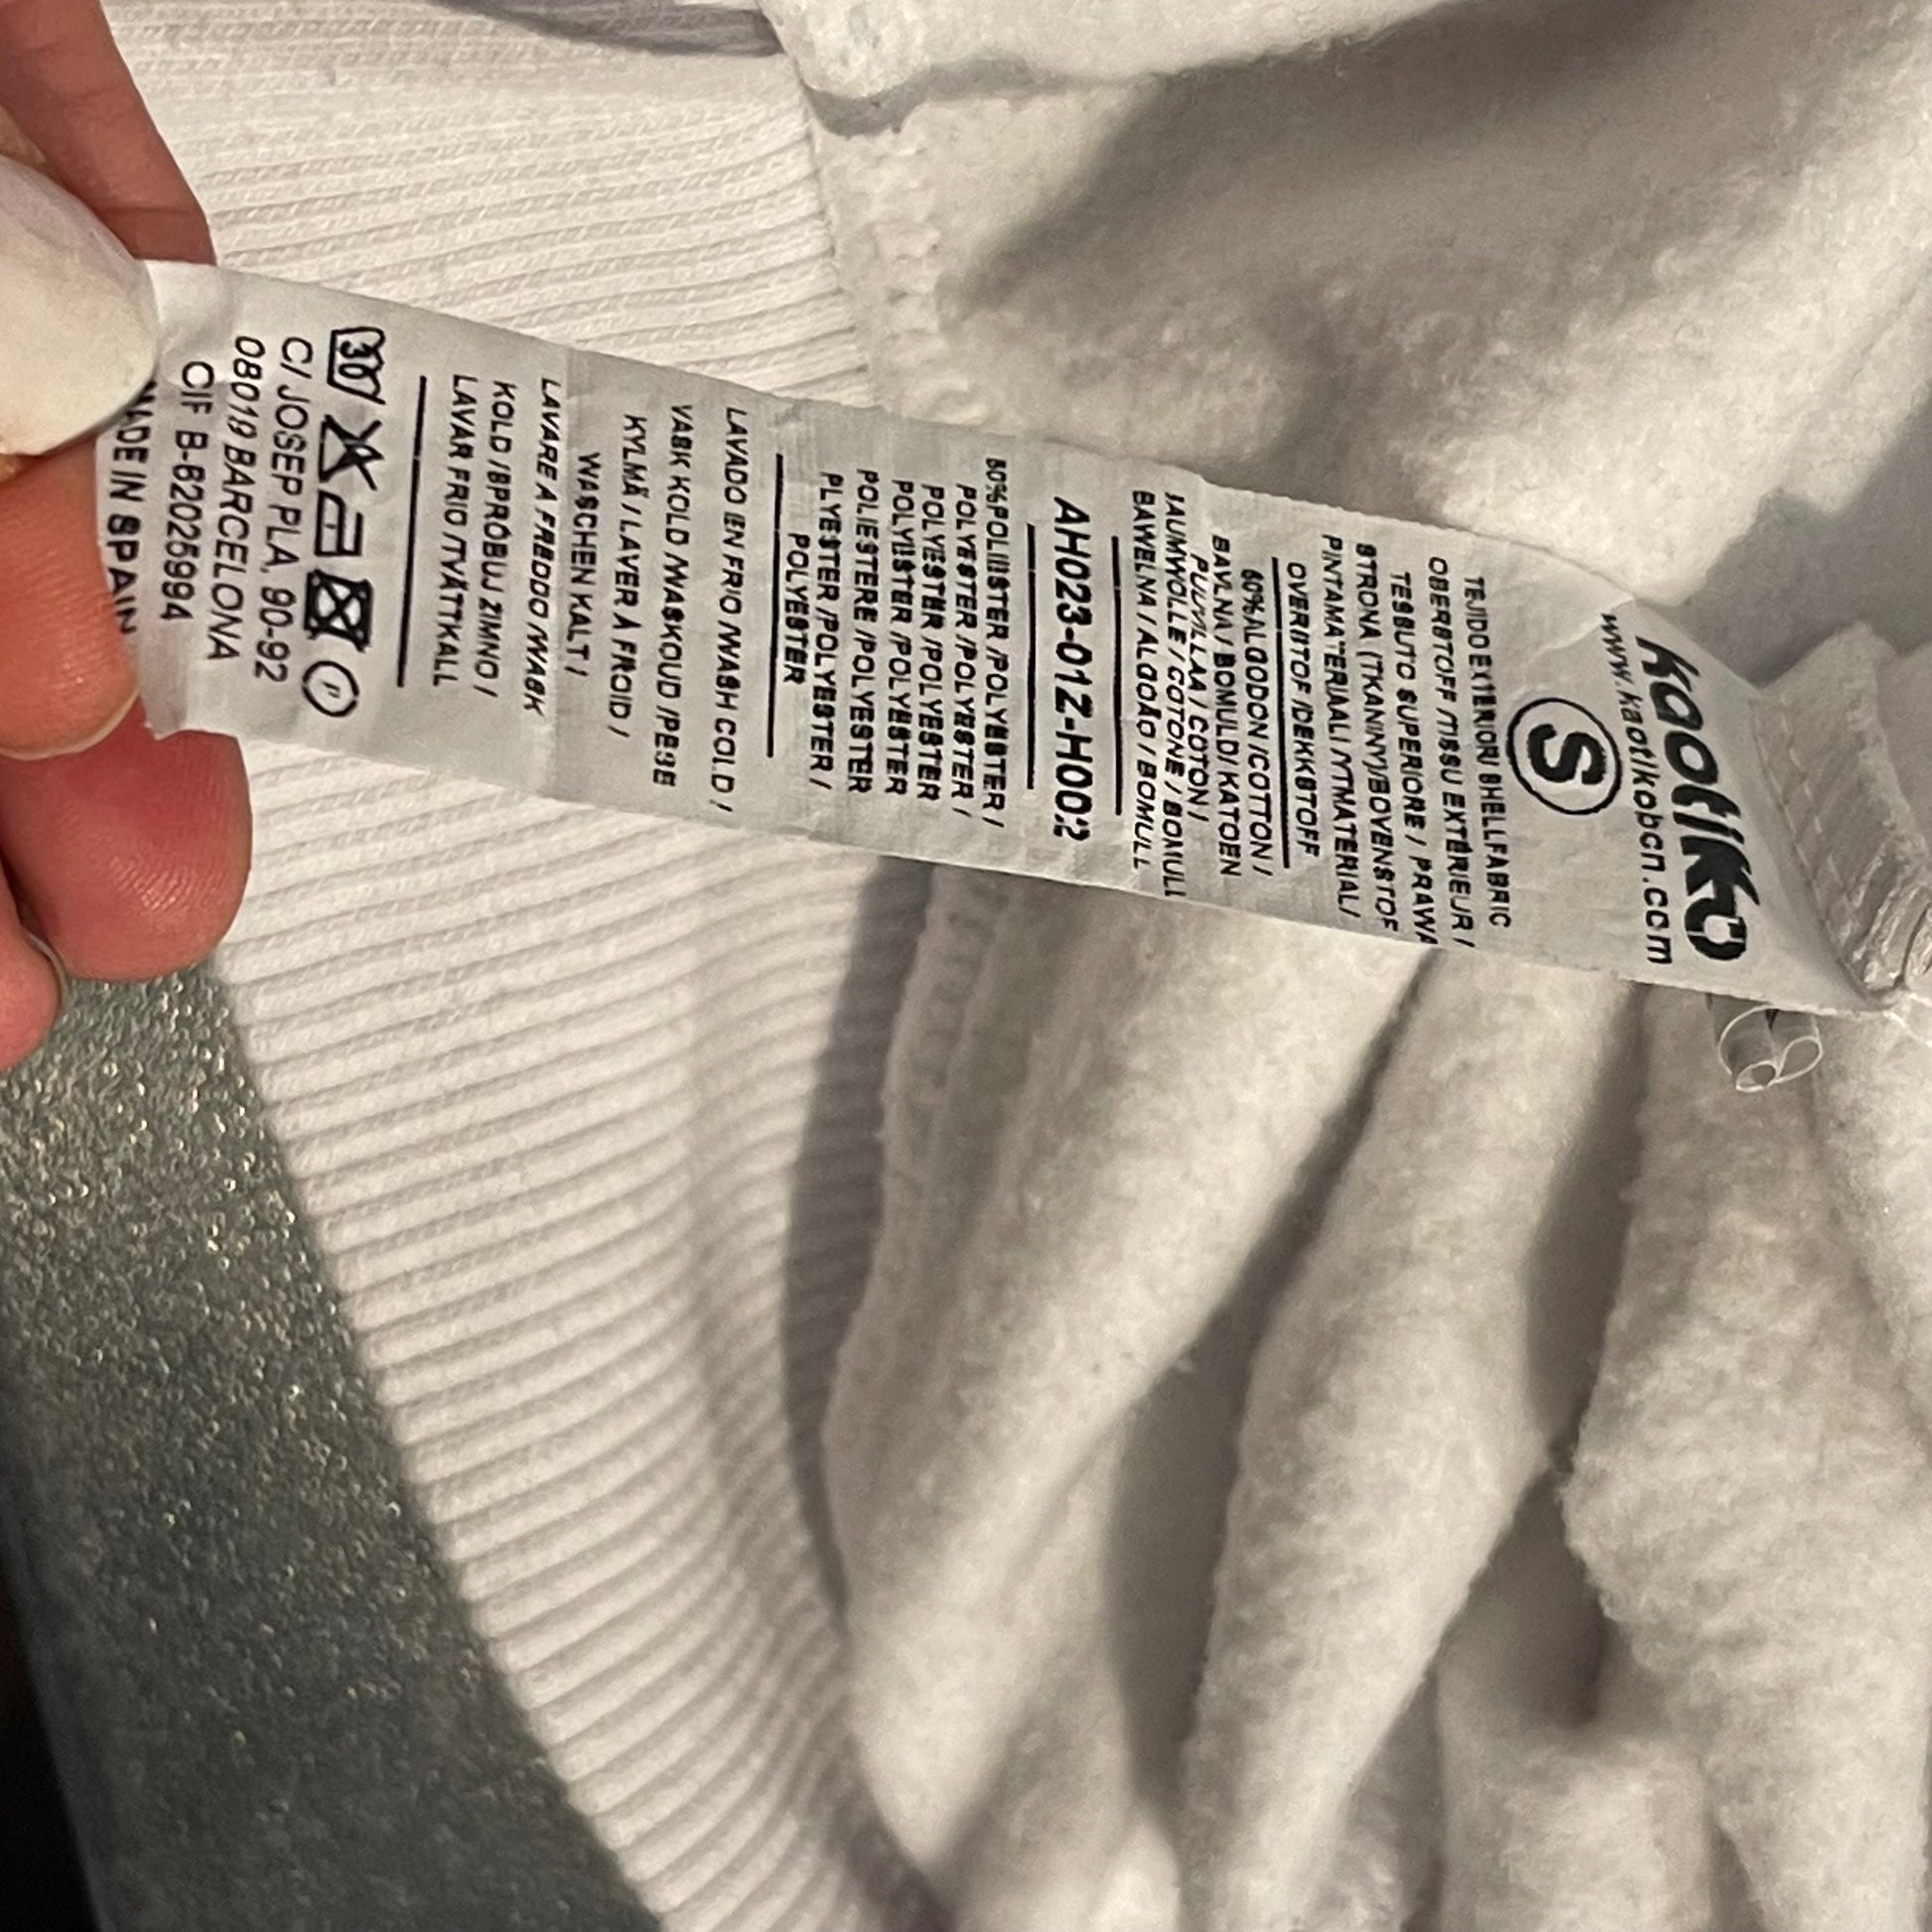 kaotiko
www.kaotikobcn.com
S
TEJIDO EXTERIOR/ SHELLFABRIC
OBERSTOFF /TISSU EXTÉRIEUR /
TESSUTO SUPERIORE / PRAWA
STRONA (TKANINY)/BOVENSTOF
PINTAMATERIAALI /YTMATERIAL/
OVERSTOF /DEKKSTOFF
50%ALGODON /COTTON /
BAVLNA / BOMULD/ KATOEN
PUUVILLAA / COTON /
BAUMWOLLE / COTONE / BOMULL
BAWELNA / ALGOÃO / BOMULL
AH023-012-H002
50%POLIESTER /POLYESTER /
POLYESTER /POLYESTER /
POLYESTER /POLYESTER
POLYESTER /POLYESTER
POLIESTERE /POLYESTER
PLYESTER /POLYESTER /
POLYESTER
LAVADO EN FRIO /WASH COLD /
VASK KOLD /WASKOUD /PESE
KYLMÄ / LAVER À FROID /
WASCHEN KALT /
LAVARE A FREDDO /WASK
KOLD /SPRÓBUJ ZIMNO /
LAVAR FRIO /TVÄTTKALL
30 P
C/ JOSEP PLA, 90-92
08019 BARCELONA
CIF B-62025994
MADE IN SPAIN